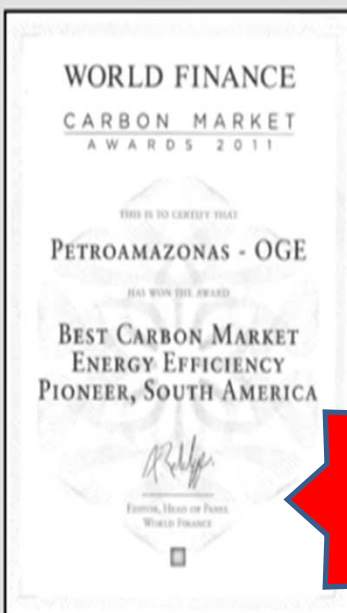 WORLD FINANCE
CARBON MARKET
AWARDS 2011
THIS IS TO CERTIFY THAT
PETROAMAZONAS - OGE
HAS WON THE AWARD
BEST CARBON MARKET
ENERGY EFFICIENCY
PIONEER, SOUTH AMERICA
EDITOR, HEAD OF PANEL
WORLD FINANCE